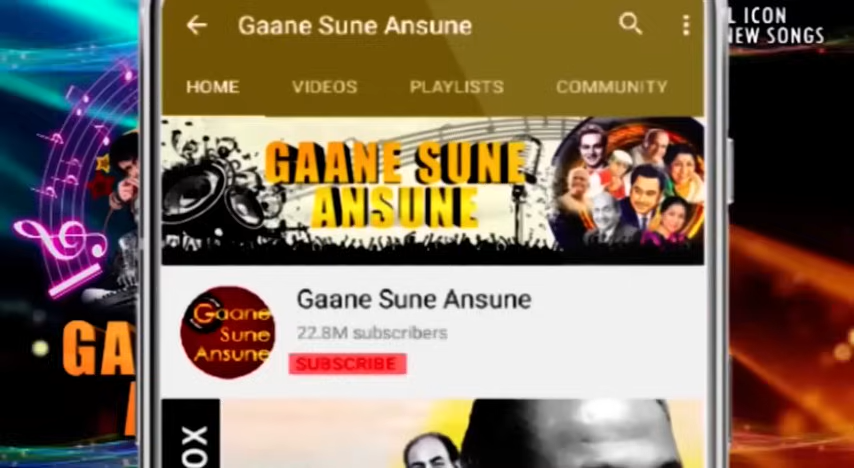 L ICON
NEW SONGS
Gaane Sune Ansune
HOME VIDEOS PLAYLISTS COMMUNITY
GAANE SUNE
ANSUNE
Gaane
Sune
Ansune
Gaane Sune Ansune
22.8M subscribers
SUBSCRIBE
GA
OX